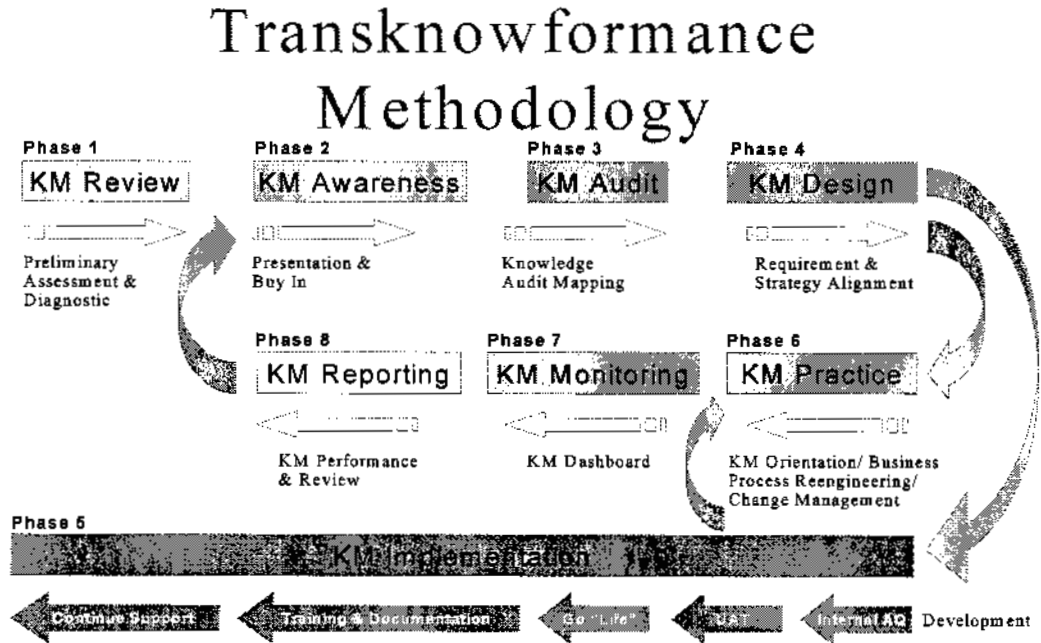 Transknowformance
Methodology
Phase 1
KM Review
Preliminary
Assessment &
Diagnostic
Phase 2
KM Awareness
Presentation &
Buy In
Phase 3
KM Audit
Knowledge
Audit Mapping
Phase 4
KM Design
Requirement &
Strategy Alignment
Phase 8
KM Reporting
KM Performance
& Review
Phase 7
KM Monitoring
KM Dashboard
Phase 6
KM Practice
KM Orientation/ Business
Process Reengineering/
Change Management
Phase 5
KM Implementation
Continue Support
Training & Documentation
Go "Life"
UAT
Internal AQ
Development